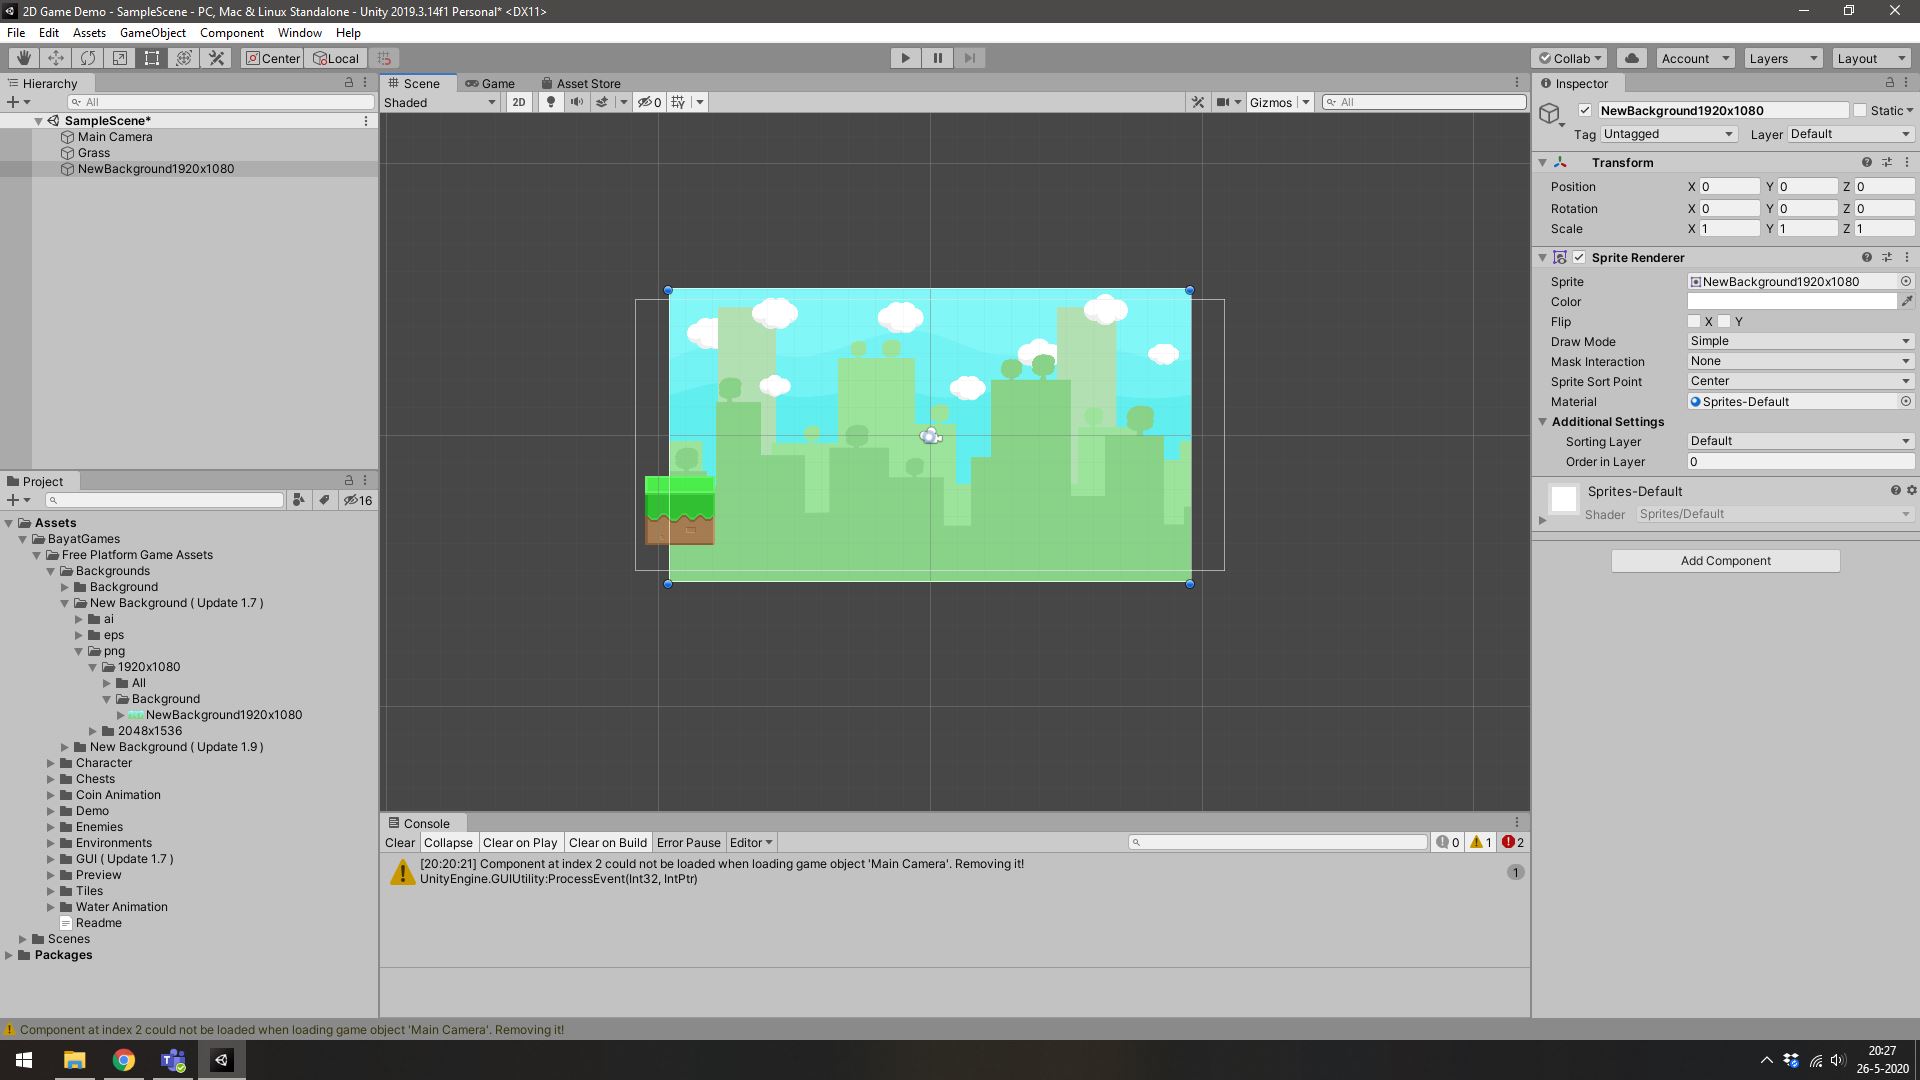 2D Game Demo - SampleScene - PC, Mac & Linux Standalone - Unity 2019.3.14f1 Personal* <DX11>
File Edit Assets GameObject Component Window Help
Center Local Collab Account Layers Layout
Hierarchy
All
SampleScene*
Main Camera
Grass
NewBackground1920x1080
Project
16
Assets
BayatGames
Free Platform Game Assets
Backgrounds
Background
New Background ( Update 1.7 )
ai
eps
png
1920x1080
All
Background
NewBackground1920x1080
2048x1536
New Background ( Update 1.9 )
Character
Chests
Coin Animation
Demo
Enemies
Environments
GUI ( Update 1.7 )
Preview
Tiles
Water Animation
Readme
Scenes
Packages
Scene Game Asset Store
Shaded 2D 0 Gizmos All
Console
Clear Collapse Clear on Play Clear on Build Error Pause Editor 0 1 2
[20:20:21] Component at index 2 could not be loaded when loading game object 'Main Camera'. Removing it!
UnityEngine.GUIUtility:ProcessEvent(Int32, IntPtr)
1
Inspector
NewBackground1920x1080 Static
Tag Untagged Layer Default
Transform
Position X 0 Y 0 Z 0
Rotation X 0 Y 0 Z 0
Scale X 1 Y 1 Z 1
Sprite Renderer
Sprite NewBackground1920x1080
Color
Flip X Y
Draw Mode Simple
Mask Interaction None
Sprite Sort Point Center
Material Sprites-Default
Additional Settings
Sorting Layer Default
Order in Layer 0
Sprites-Default
Shader Sprites/Default
Add Component
Component at index 2 could not be loaded when loading game object 'Main Camera'. Removing it!
20:27
26-5-2020